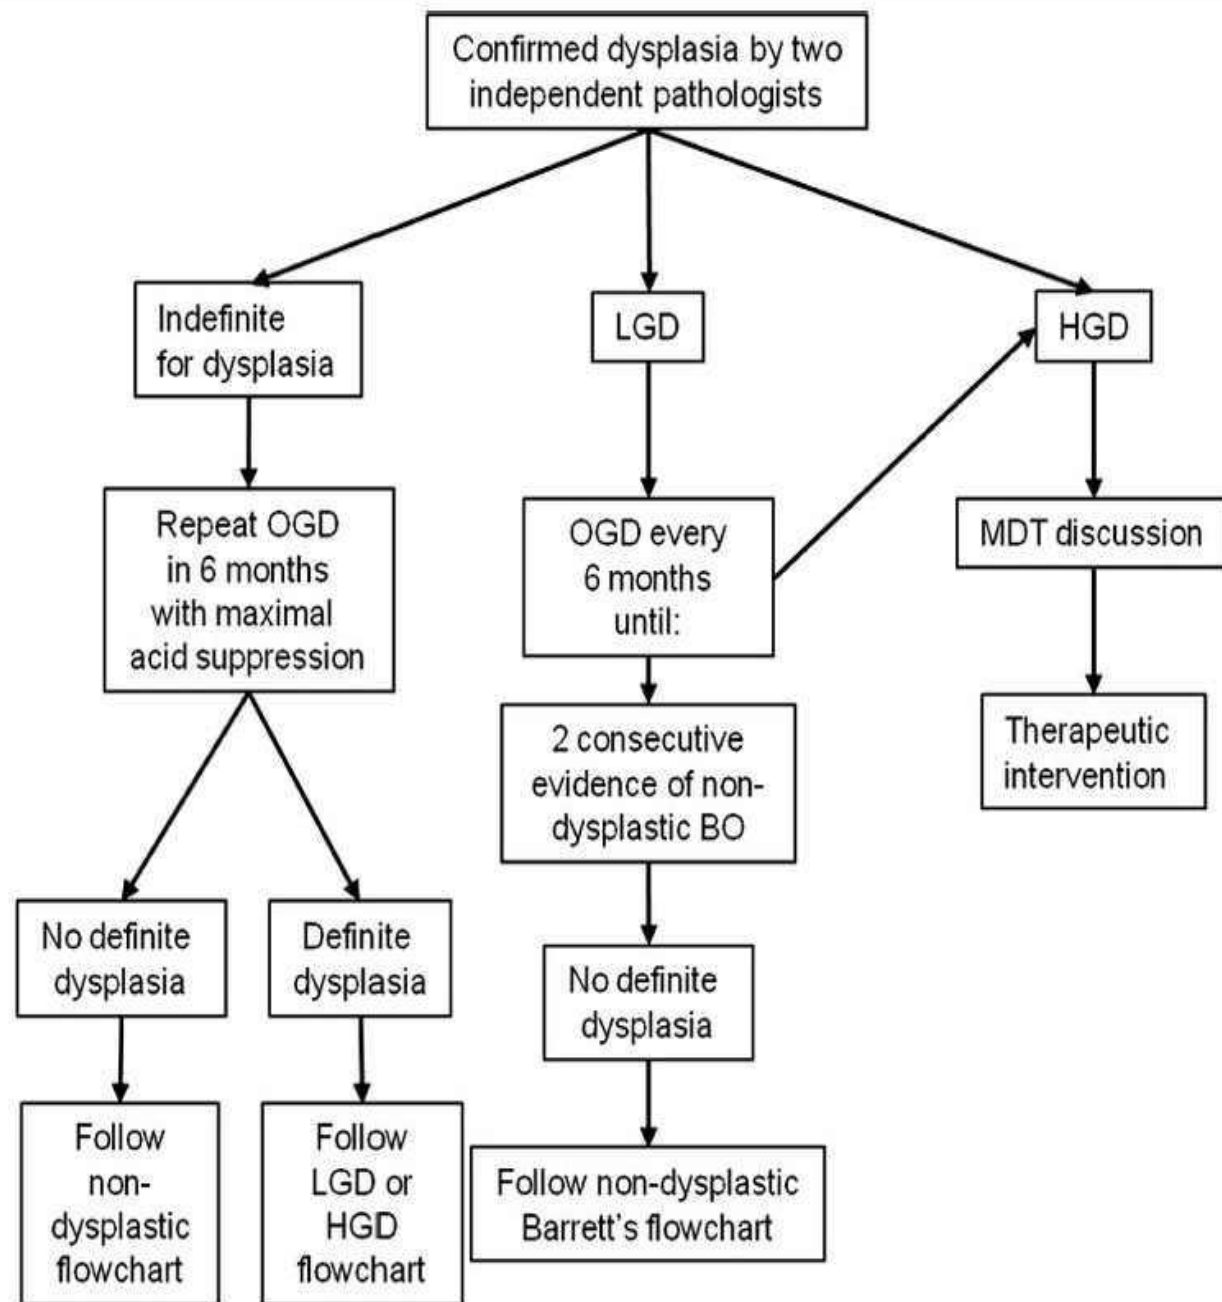 Confirmed dysplasia by two
independent pathologists
Indefinite
for dysplasia
LGD
HGD
Repeat OGD
in 6 months
with maximal
acid suppression
OGD every
6 months
until:
MDT discussion
2 consecutive
evidence of non-
dysplastic BO
Therapeutic
intervention
No definite
dysplasia
Definite
dysplasia
No definite
dysplasia
Follow
non-
dysplastic
flowchart
Follow
LGD or
HGD
flowchart
Follow non-dysplastic
Barrett's flowchart